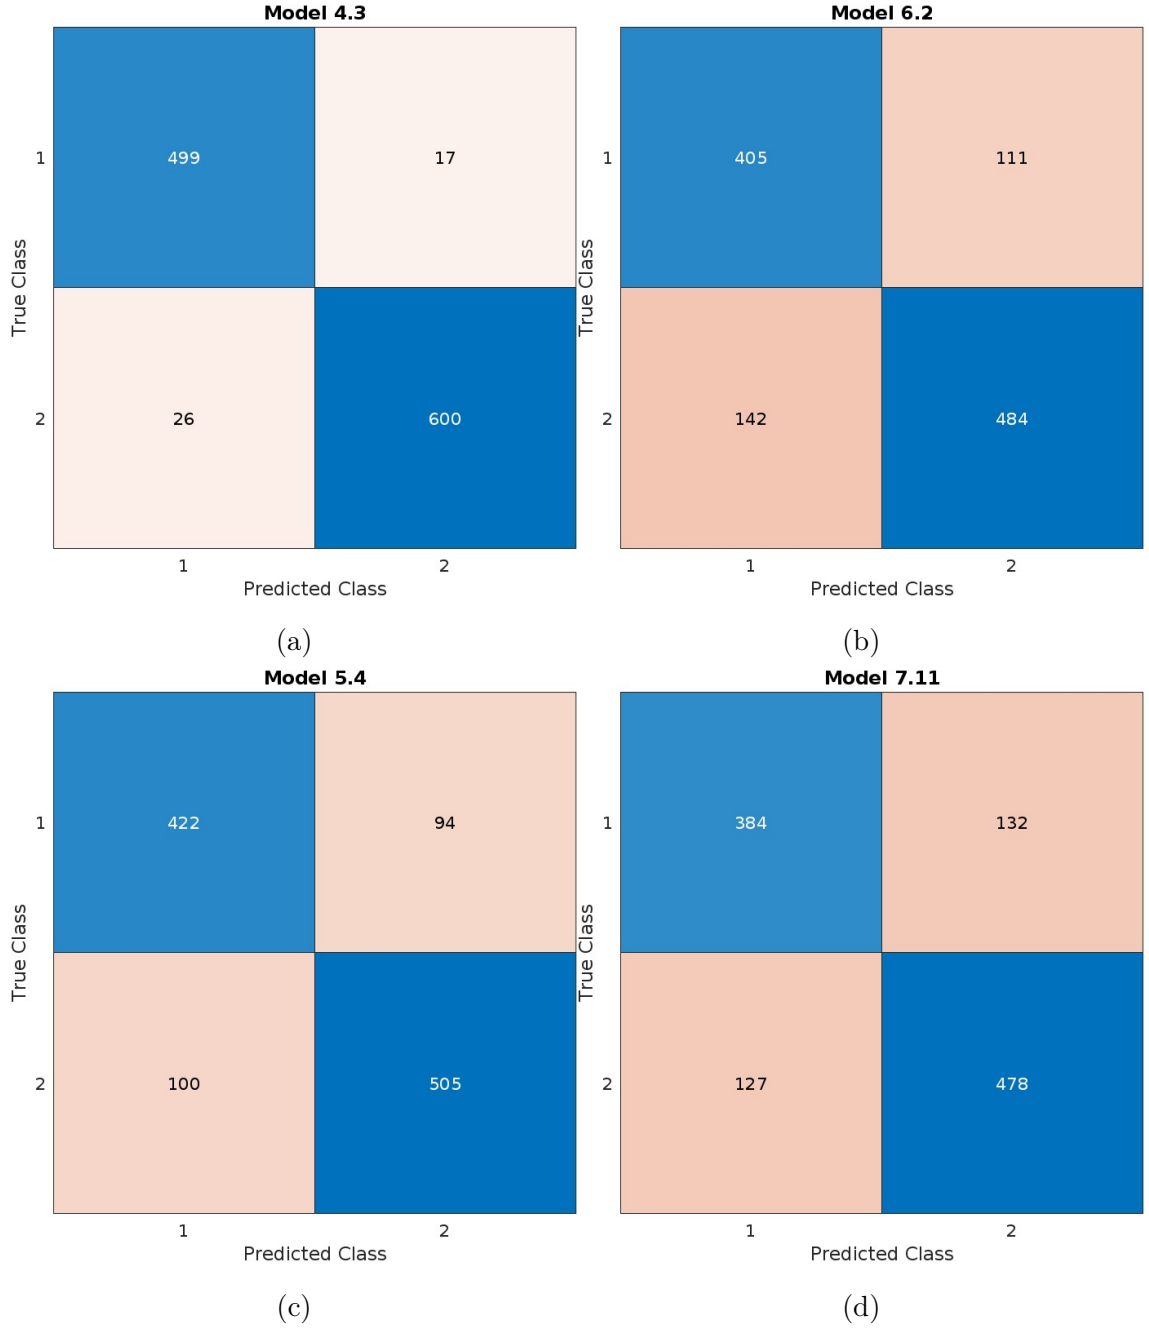 Model 4.3
1
499
17
True Class
2
26
600
1
2
Predicted Class
(a)
Model 6.2
1
405
111
True Class
2
142
484
1
2
Predicted Class
(b)
Model 5.4
1
422
94
True Class
2
100
505
1
2
Predicted Class
(c)
Model 7.11
1
384
132
True Class
2
127
478
1
2
Predicted Class
(d)